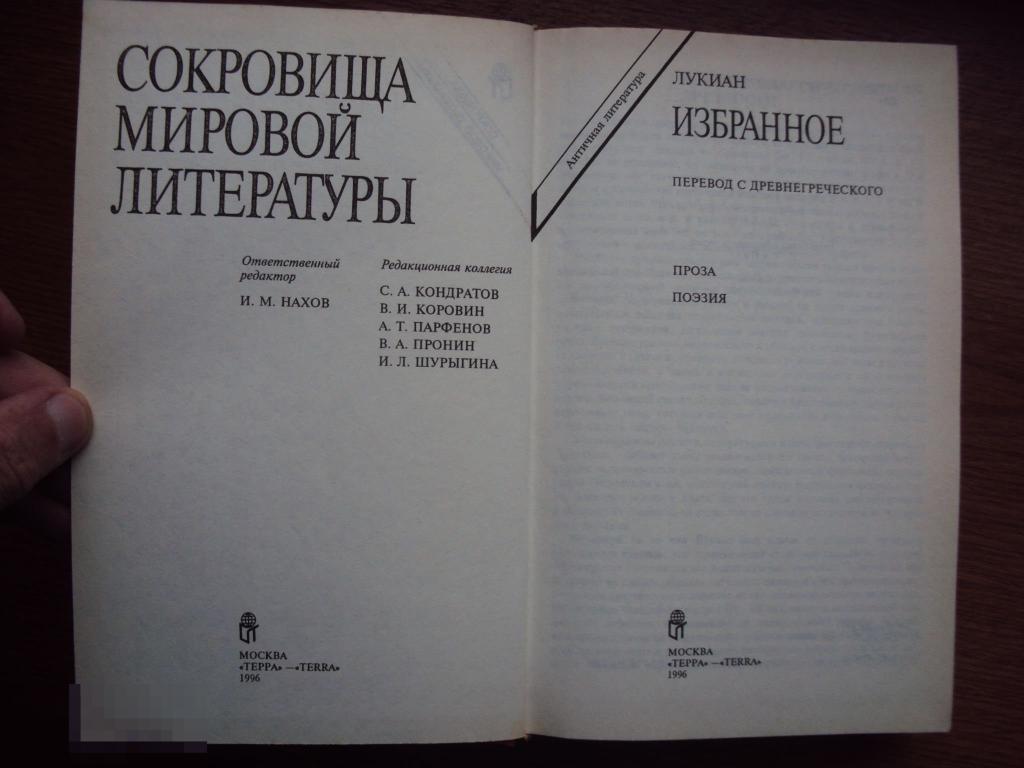 СОКРОВИЩА
МИРОВОЙ
ЛИТЕРАТУРЫ
Ответственный
редактор
И. М. НАХОВ
Редакционная коллегия
С. А. КОНДРАТОВ
В. И. КОРОВИН
А. Т. ПАРФЕНОВ
В. А. ПРОНИН
И. Л. ШУРЫГИНА
МОСКВА
«ТЕРРА» —«TERRA»
1996
Античная литература
ЛУКИАН
ИЗБРАННОЕ
ПЕРЕВОД С ДРЕВНЕГРЕЧЕСКОГО
ПРОЗА
ПОЭЗИЯ
МОСКВА
«ТЕРРА» —«TERRA»
1996